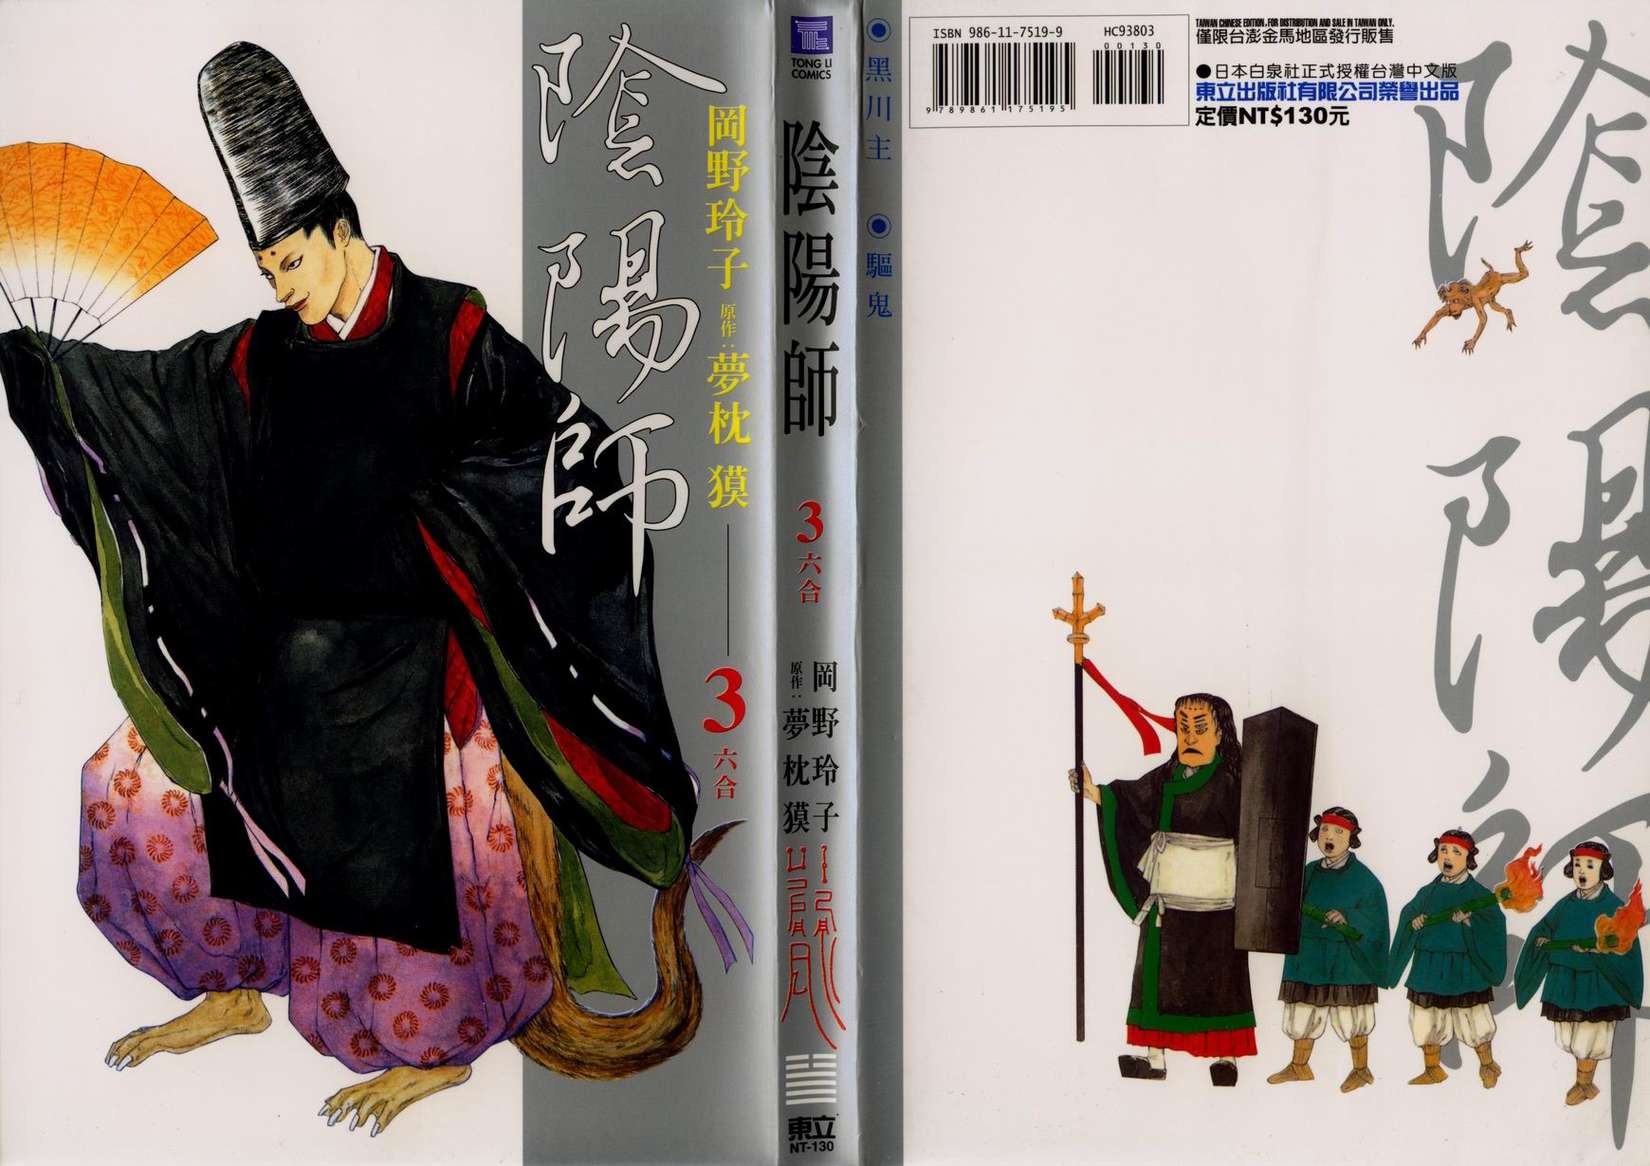 陰陽師
岡野玲子
原作：夢枕 獏
3
六合
TONG LI
COMICS
陰陽師
3
六合
岡野玲子
原作：夢枕獏
東立
NT-130
黑川主
驅鬼
ISBN 986-11-7519-9
HC93803
00130
9 789861 175195
TAIWAN CHINESE EDITION, FOR DISTRIBUTION AND SALE IN TAIWAN ONLY.
僅限台澎金馬地區發行販售
●日本白泉社正式授權台灣中文版
東立出版社有限公司榮譽出品
定價NT$130元
陰陽師